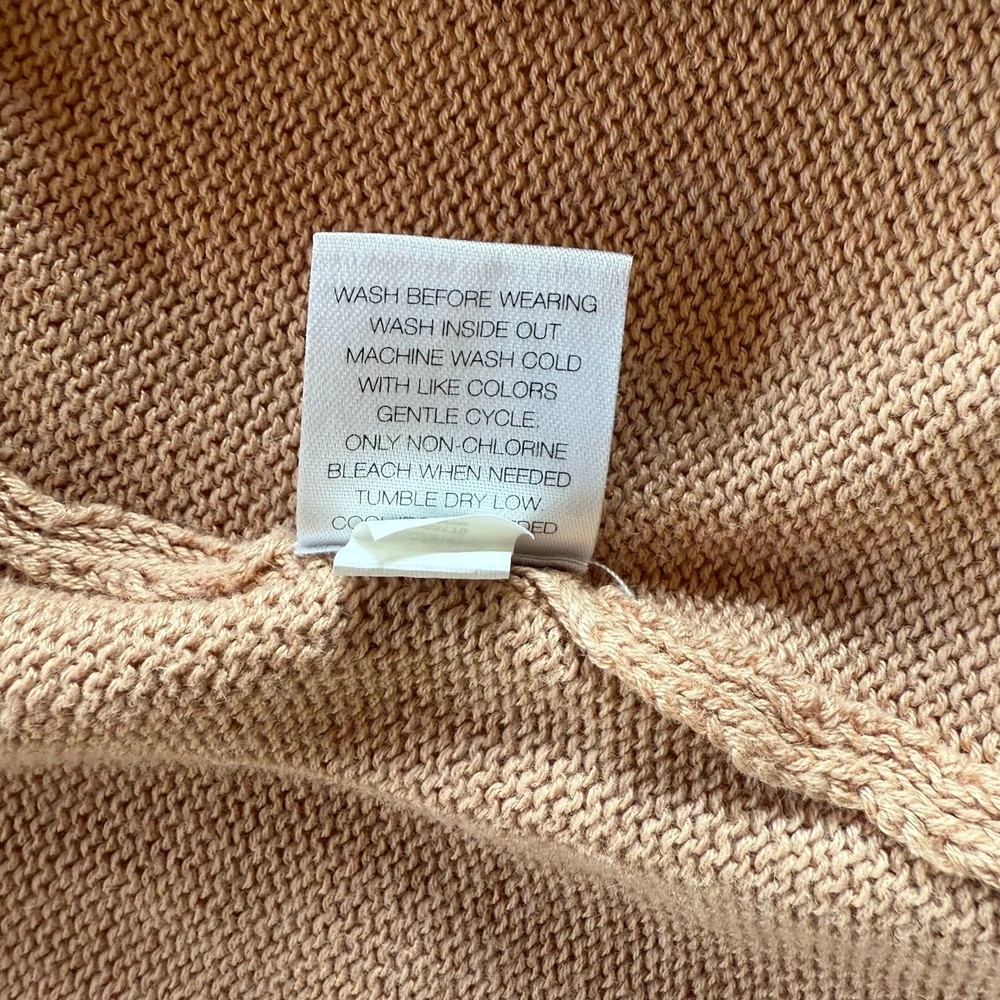 WASH BEFORE WEARING
WASH INSIDE OUT
MACHINE WASH COLD
WITH LIKE COLORS
GENTLE CYCLE,
ONLY NON-CHLORINE
BLEACH WHEN NEEDED
TUMBLE DRY LOW